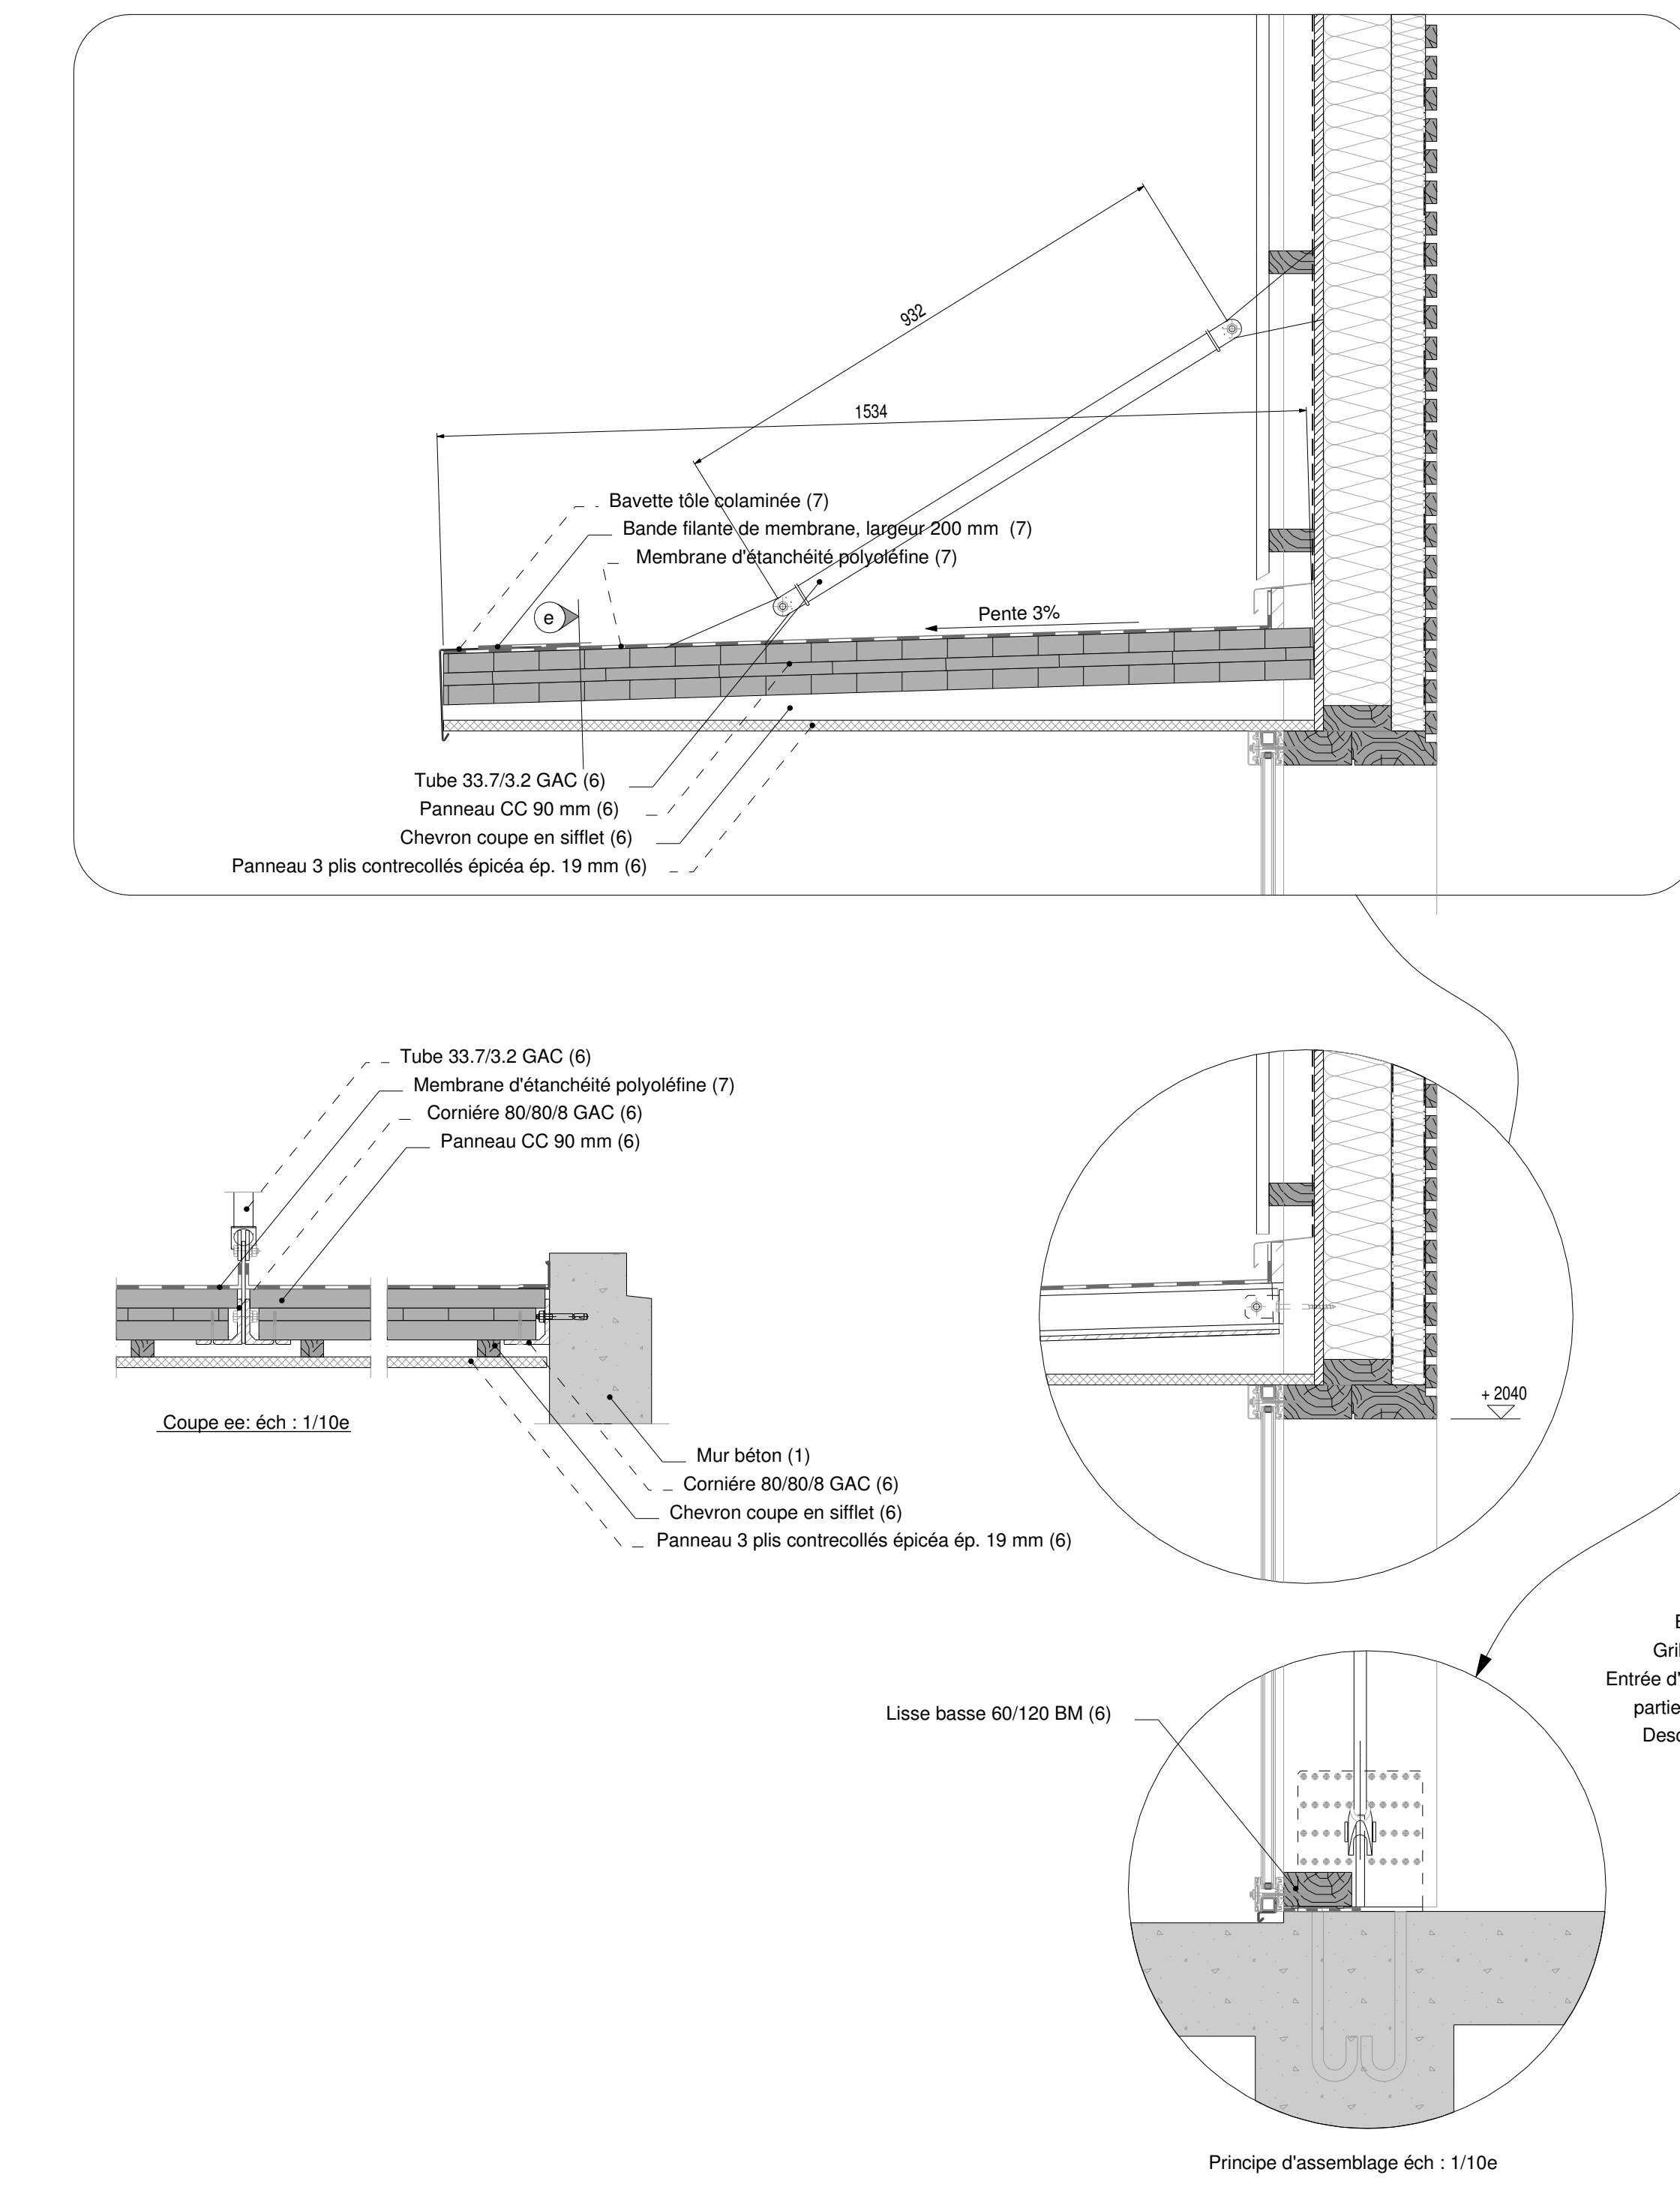 932
1534
Bavette tôle colaminée (7)
Bande filante de membrane, largeur 200 mm (7)
Membrane d'étanchéité polyoléfine (7)
e
Pente 3%
Tube 33.7/3.2 GAC (6)
Panneau CC 90 mm (6)
Chevron coupe en sifflet (6)
Panneau 3 plis contrecollés épicéa ép. 19 mm (6)
Tube 33.7/3.2 GAC (6)
Membrane d'étanchéité polyoléfine (7)
Corniére 80/80/8 GAC (6)
Panneau CC 90 mm (6)
Coupe ee: éch : 1/10e
+ 2040
Mur béton (1)
Corniére 80/80/8 GAC (6)
Chevron coupe en sifflet (6)
Panneau 3 plis contrecollés épicéa ép. 19 mm (6)
Entrée d'
partie
Lisse basse 60/120 BM (6)
Principe d'assemblage éch : 1/10e